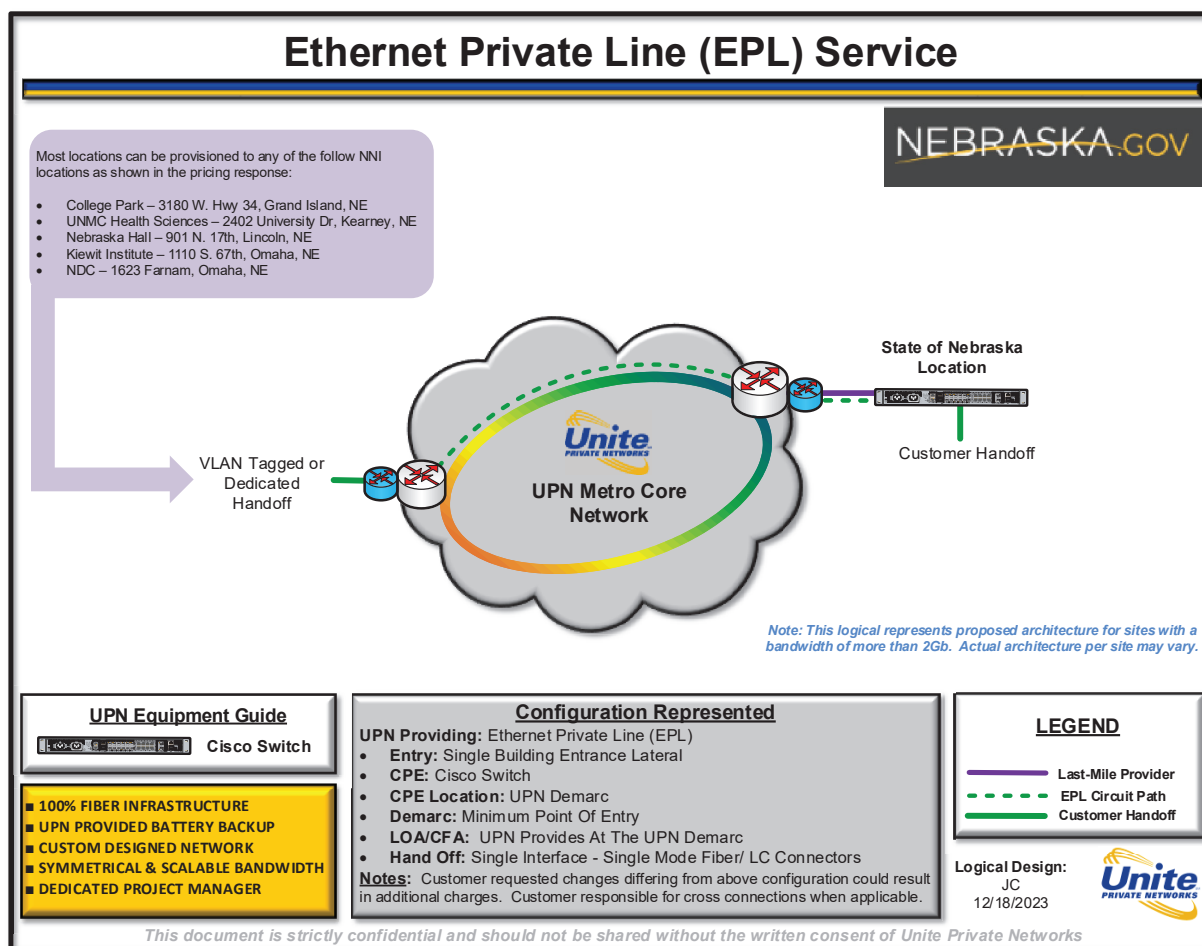 Ethernet Private Line (EPL) Service
NEBRASKA.GOV
Most locations can be provisioned to any of the follow NNI
locations as shown in the pricing response:
• College Park – 3180 W. Hwy 34, Grand Island, NE
• UNMC Health Sciences – 2402 University Dr, Kearney, NE
• Nebraska Hall – 901 N. 17th, Lincoln, NE
• Kiewit Institute – 1110 S. 67th, Omaha, NE
• NDC – 1623 Farnam, Omaha, NE
State of Nebraska
Location
Customer Handoff
VLAN Tagged or
Dedicated
Handoff
Unite
PRIVATE NETWORKS
UPN Metro Core
Network
Note: This logical represents proposed architecture for sites with a
bandwidth of more than 2Gb. Actual architecture per site may vary.
UPN Equipment Guide
Cisco Switch
■ 100% FIBER INFRASTRUCTURE
■ UPN PROVIDED BATTERY BACKUP
■ CUSTOM DESIGNED NETWORK
■ SYMMETRICAL & SCALABLE BANDWIDTH
■ DEDICATED PROJECT MANAGER
Configuration Represented
UPN Providing: Ethernet Private Line (EPL)
• Entry: Single Building Entrance Lateral
• CPE: Cisco Switch
• CPE Location: UPN Demarc
• Demarc: Minimum Point Of Entry
• LOA/CFA: UPN Provides At The UPN Demarc
• Hand Off: Single Interface - Single Mode Fiber/ LC Connectors
Notes: Customer requested changes differing from above configuration could result
in additional charges. Customer responsible for cross connections when applicable.
LEGEND
Last-Mile Provider
EPL Circuit Path
Customer Handoff
Logical Design:
JC
12/18/2023
Unite
PRIVATE NETWORKS
This document is strictly confidential and should not be shared without the written consent of Unite Private Networks